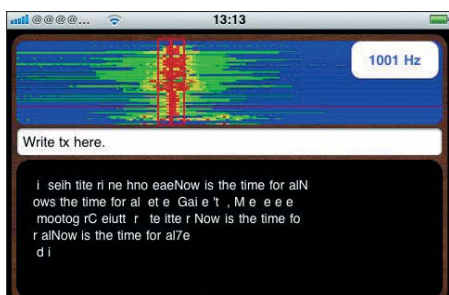 @@@@...
13:13
1001 Hz
Write tx here.
i seih tite ri ne hno eaeNow is the time for alN
ows the time for al et e Gai e 't , M e e e e
mootog rC eiutt r te itte r Now is the time fo
r alNow is the time for al7e
d i